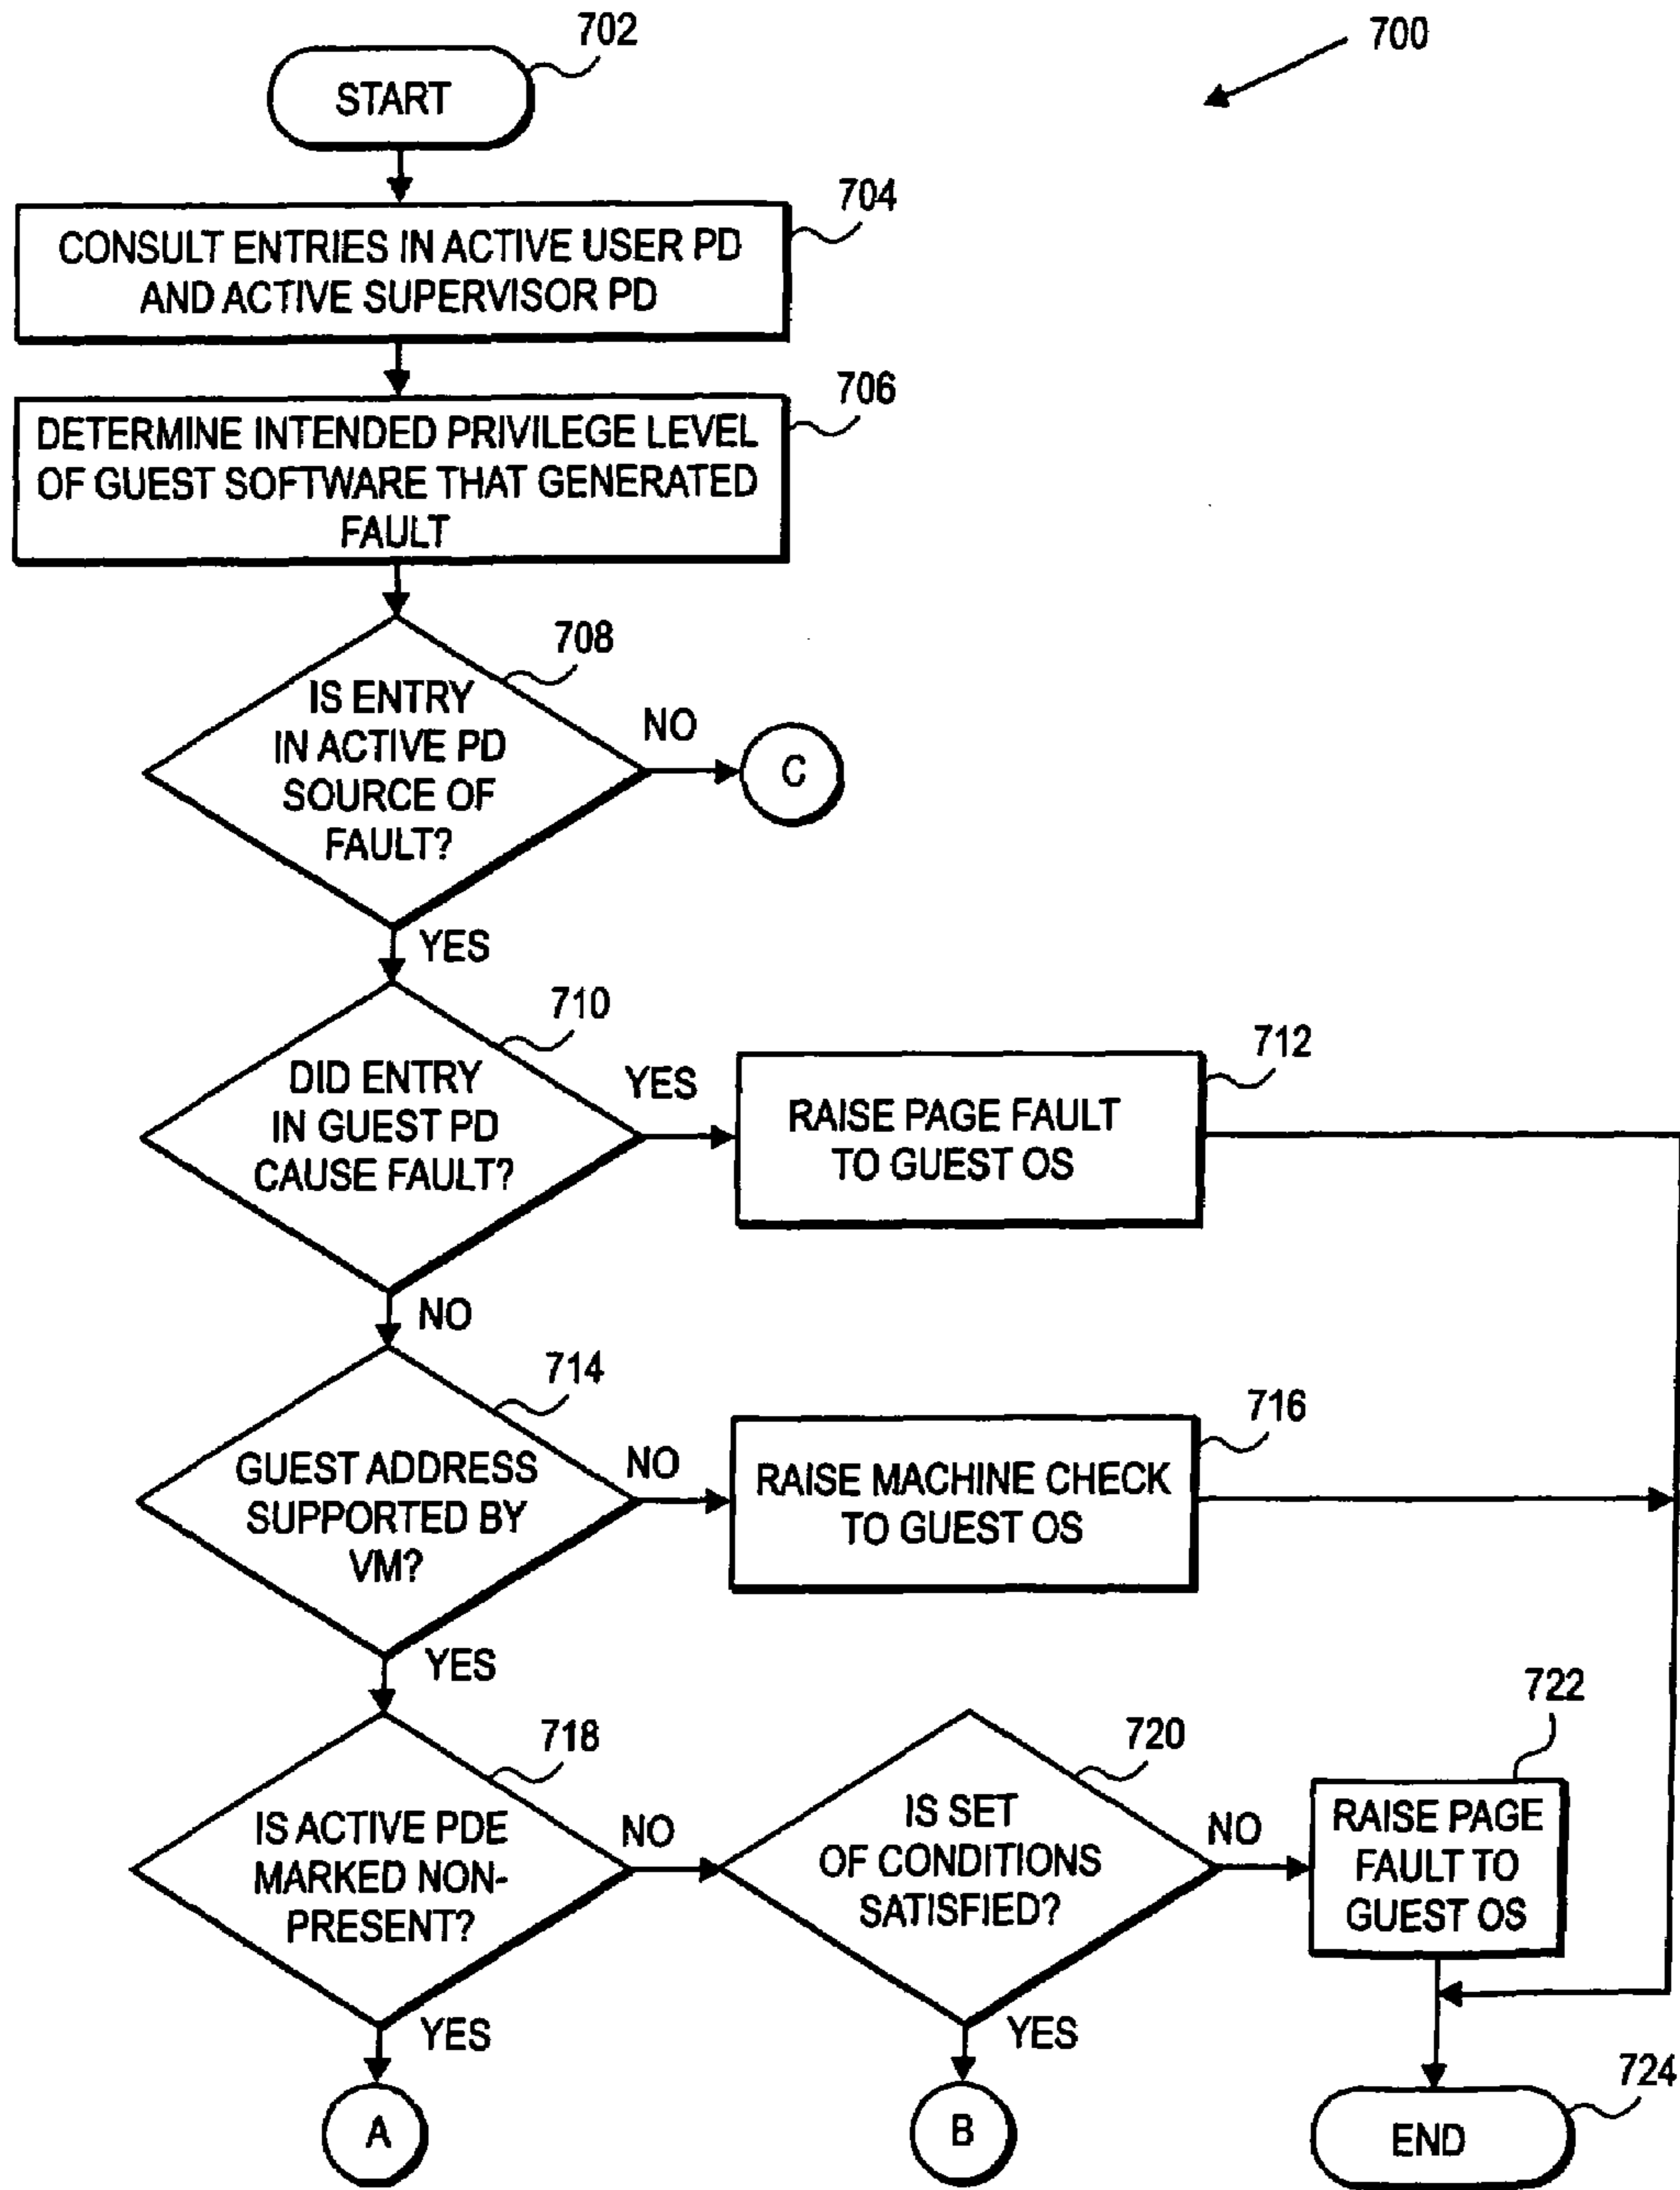 702
700
START
704
CONSULT ENTRIES IN ACTIVE USER PD
AND ACTIVE SUPERVISOR PD
706
DETERMINE INTENDED PRIVILEGE LEVEL
OF GUEST SOFTWARE THAT GENERATED
FAULT
708
IS ENTRY
IN ACTIVE PD
SOURCE OF
FAULT?
NO
C
YES
710
DID ENTRY
IN GUEST PD
CAUSE FAULT?
YES
712
RAISE PAGE FAULT
TO GUEST OS
NO
714
GUEST ADDRESS
SUPPORTED BY
VM?
NO
716
RAISE MACHINE CHECK
TO GUEST OS
YES
718
IS ACTIVE PDE
MARKED NON-
PRESENT?
NO
720
IS SET
OF CONDITIONS
SATISFIED?
NO
722
RAISE PAGE
FAULT TO
GUEST OS
YES
YES
A
B
724
END